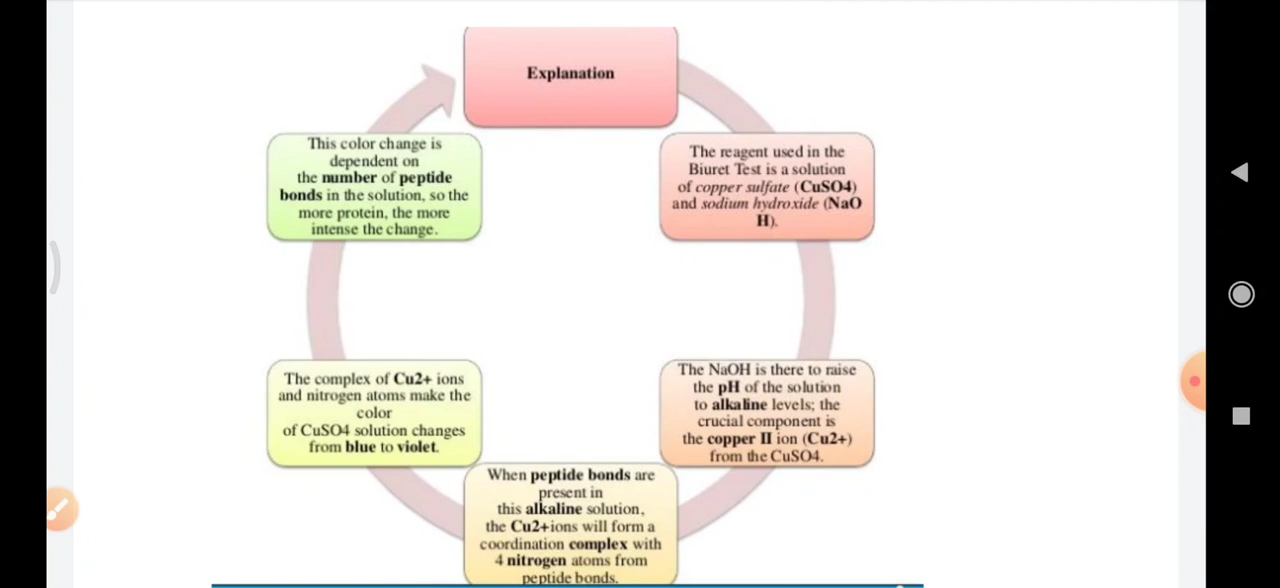 Explanation
The reagent used in the
Biuret Test is a solution
of copper sulfate (CuSO4)
and sodium hydroxide (NaO
H).
The NaOH is there to raise
the pH of the solution
to alkaline levels; the
crucial component is
the copper II ion (Cu2+)
from the CuSO4.
When peptide bonds are
present in
this alkaline solution,
the Cu2+ions will form a
coordination complex with
4 nitrogen atoms from
peptide bonds.
The complex of Cu2+ ions
and nitrogen atoms make the
color
of CuSO4 solution changes
from blue to violet.
This color change is
dependent on
the number of peptide
bonds in the solution, so the
more protein, the more
intense the change.